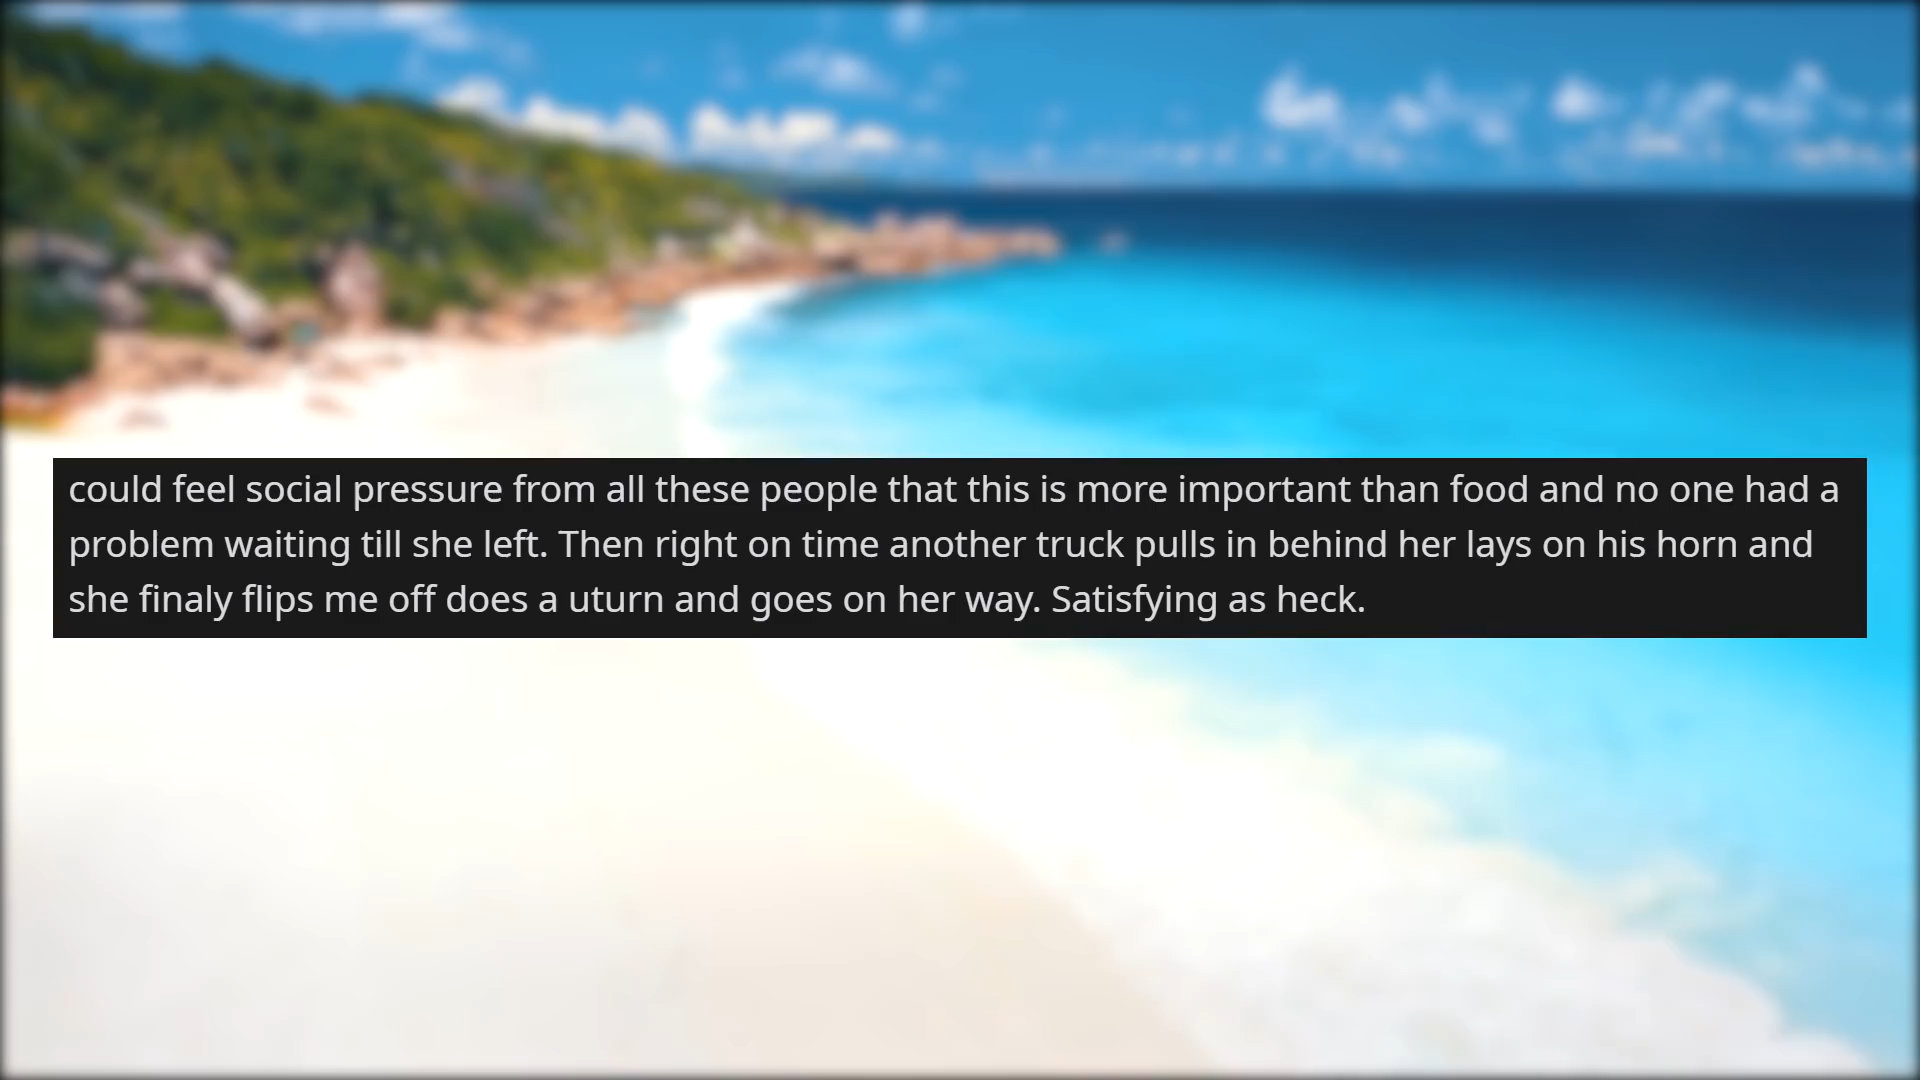 could feel social pressure from all these people that this is more important than food and no one had a
problem waiting till she left. Then right on time another truck pulls in behind her lays on his horn and
she finaly flips me off does a uturn and goes on her way. Satisfying as heck.